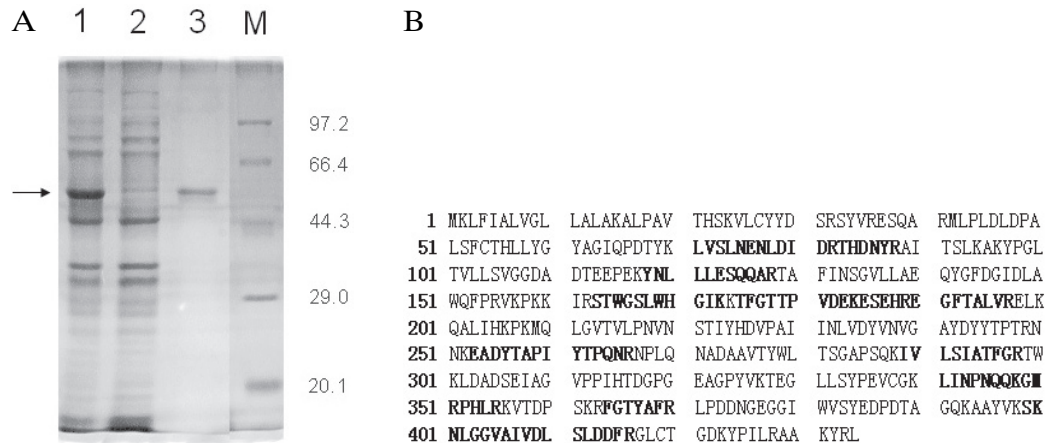 A
B
1 2 3 M
97.2
66.4
44.3
29.0
20.1
1 MKLFIALVGL LALAKALPAV THSKVLCYYD SRSYVRESQA RMLPLDLDPA
51 LSFCTHLLYG YAGIQPDTYK LVSLNENLDI DRTHDNYRAI TSLKAKYPGL
101 TVLLSVGGDA DTEEPEKYNL LLESQQARTA FINSGVLLAE QYGFDGIDLA
151 WQFPRVKPKK IRSTWGSLWH GIKKTFGTTP VDEKESEHRE GFTALVRELK
201 QALIHKPKMQ LGVTVLPNVN STIYHDVPAI INLVDYVNVG AYDYYTPTRN
251 NKEADYTAPI YTPQNRNPLQ NADAAVTYWL TSGAPSQKIV LSIATFGRTW
301 KLDADSEIAG VPPIHTDGPG EAGPYVKTEG LLSYPEVCGK LINPNQQKGM
351 RPHLRKVTDP SKRFGTYAFR LPDDNGEGGI WVSYEDPDTA GQKAAYVKSK
401 NLGGVAIVDL SLDDFRGLCT GDKYPILRAA KYRL